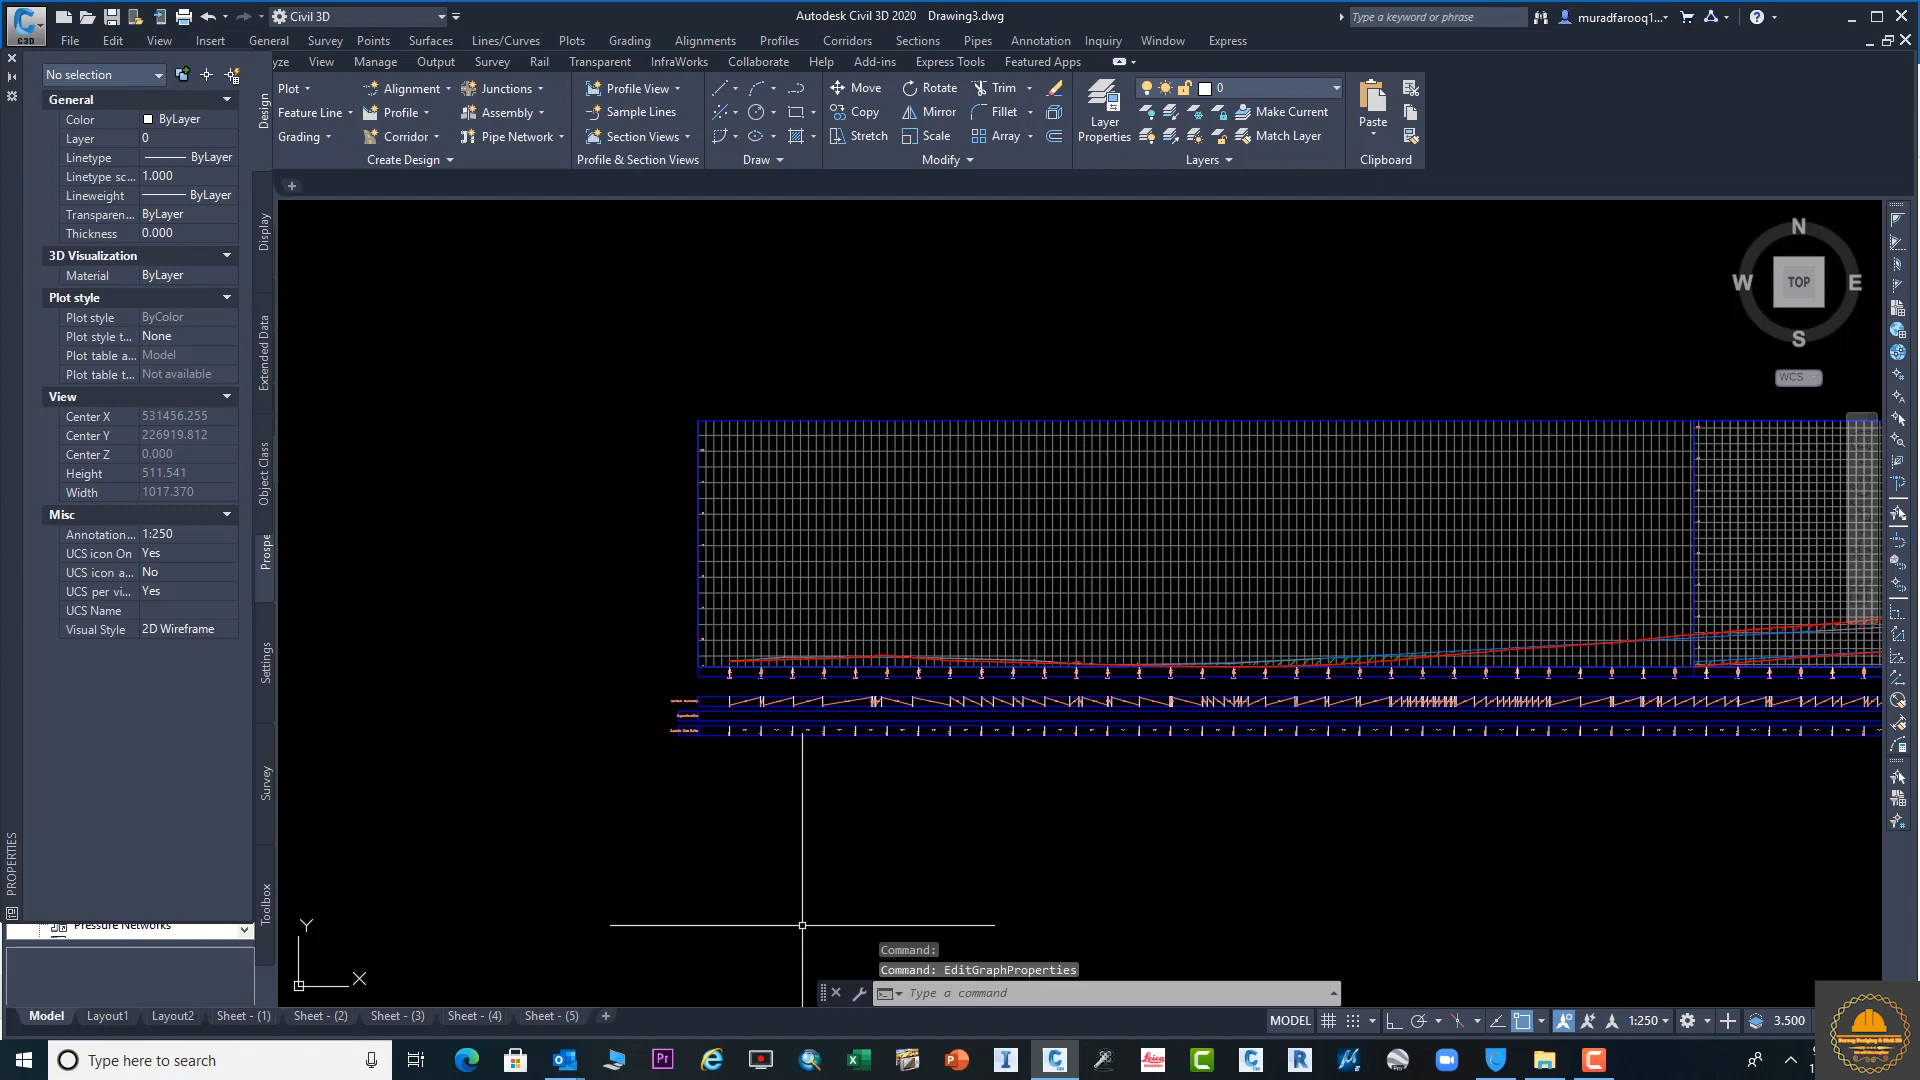 Civil 3D
Autodesk Civil 3D 2020 Drawing3.dwg
Type a keyword or phrase
muradfarooq1...
C3D
File Edit View Insert General Survey Points Surfaces Lines/Curves Plots Grading Alignments Profiles Corridors Sections Pipes Annotation Inquiry Window Express
yze View Manage Output Survey Rail Transparent InfraWorks Collaborate Help Add-ins Express Tools Featured Apps
No selection
Plot Alignment Junctions Profile View Move Rotate Trim 0
Feature Line Profile Assembly Sample Lines Copy Mirror Fillet Make Current
Grading Corridor Pipe Network Section Views Stretch Scale Array Layer Properties Match Layer Paste
Create Design Profile & Section Views Draw Modify Layers Clipboard
General
Color ByLayer
Layer 0
Linetype ByLayer
Linetype sc... 1.000
Lineweight ByLayer
Transparen... ByLayer
Thickness 0.000
3D Visualization
Material ByLayer
Plot style
Plot style ByColor
Plot style t... None
Plot table a... Model
Plot table t... Not available
View
Center X 531456.255
Center Y 226919.812
Center Z 0.000
Height 511.541
Width 1017.370
Misc
Annotation... 1:250
UCS icon On Yes
UCS icon a... No
UCS per vi... Yes
UCS Name
Visual Style 2D Wireframe
PROPERTIES
Design
Display
Extended Data
Object Class
Prospe
Settings
Survey
Toolbox
Pressure Networks
N
W TOP E
S
WCS
Y
X
Command:
Command: EditGraphProperties
Type a command
Model Layout1 Layout2 Sheet - (1) Sheet - (2) Sheet - (3) Sheet - (4) Sheet - (5)
MODEL 1:250 3.500
Type here to search